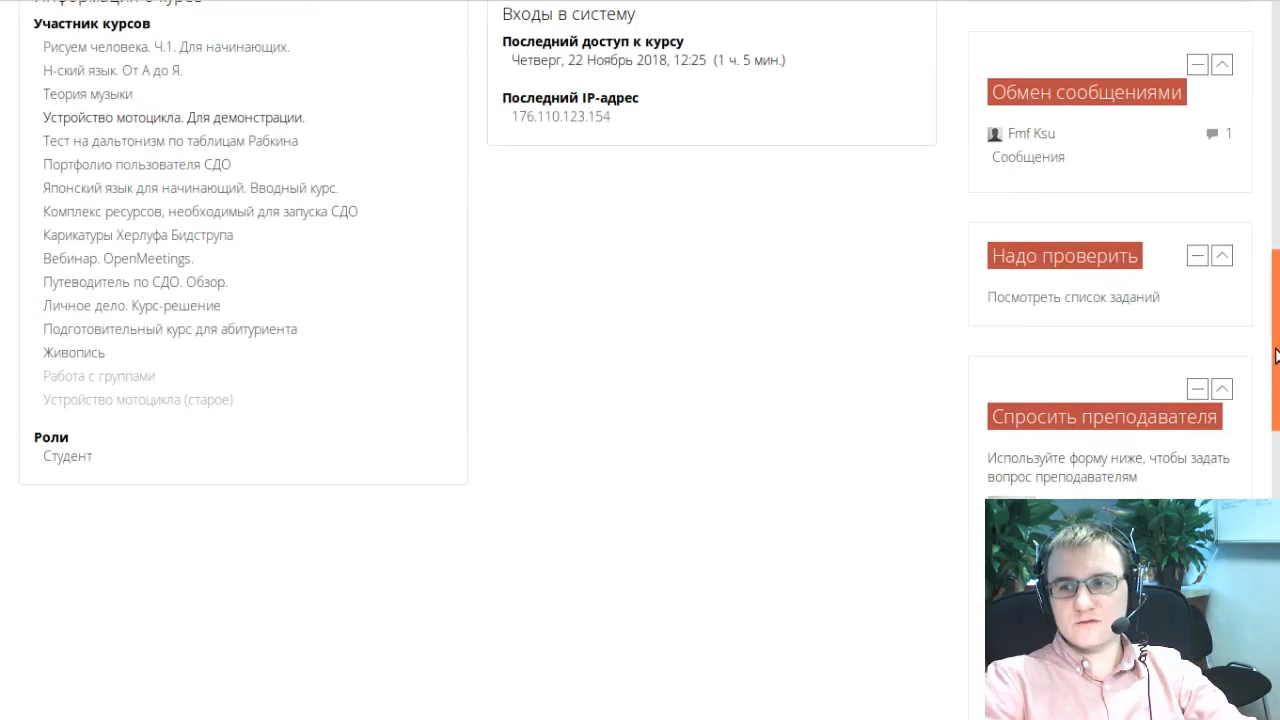 Информация о курсе
Участник курсов
Рисуем человека. Ч.1. Для начинающих.
Н-ский язык. От А до Я.
Теория музыки
Устройство мотоцикла. Для демонстрации.
Тест на дальтонизм по таблицам Рабкина
Портфолио пользователя СДО
Японский язык для начинающий. Вводный курс.
Комплекс ресурсов, необходимый для запуска СДО
Карикатуры Херлуфа Бидструпа
Вебинар. OpenMeetings.
Путеводитель по СДО. Обзор.
Личное дело. Курс-решение
Подготовительный курс для абитуриента
Живопись
Работа с группами
Устройство мотоцикла (старое)
Роли
Студент
Входы в систему
Последний доступ к курсу
Четверг, 22 Ноябрь 2018, 12:25 (1 ч. 5 мин.)
Последний IP-адрес
176.110.123.154
Обмен сообщениями
Fmf Ksu 1
Сообщения
Надо проверить
Посмотреть список заданий
Спросить преподавателя
Используйте форму ниже, чтобы задать
вопрос преподавателям